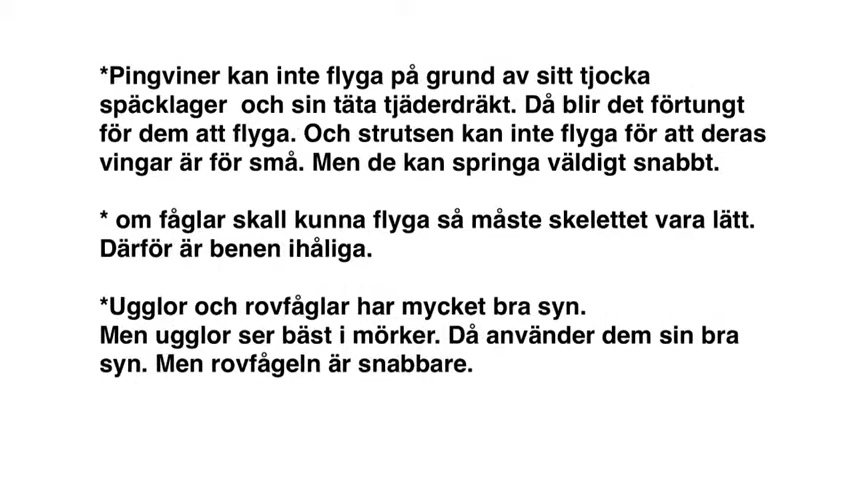 *Pingviner kan inte flyga på grund av sitt tjocka
späcklager  och sin täta tjäderdräkt. Då blir det förtungt
för dem att flyga. Och strutsen kan inte flyga för att deras
vingar är för små. Men de kan springa väldigt snabbt.
* om fåglar skall kunna flyga så måste skelettet vara lätt.
Därför är benen ihåliga.
*Ugglor och rovfåglar har mycket bra syn.
Men ugglor ser bäst i mörker. Då använder dem sin bra
syn. Men rovfågeln är snabbare.